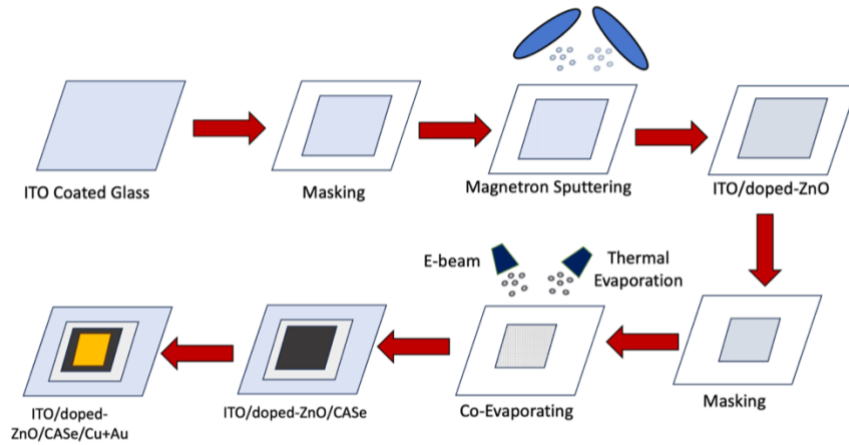 ITO Coated Glass
Masking
Magnetron Sputtering
ITO/doped-ZnO
E-beam
Thermal
Evaporation
ITO/doped-
ZnO/CASe/Cu+Au
ITO/doped-ZnO/CASe
Co-Evaporating
Masking